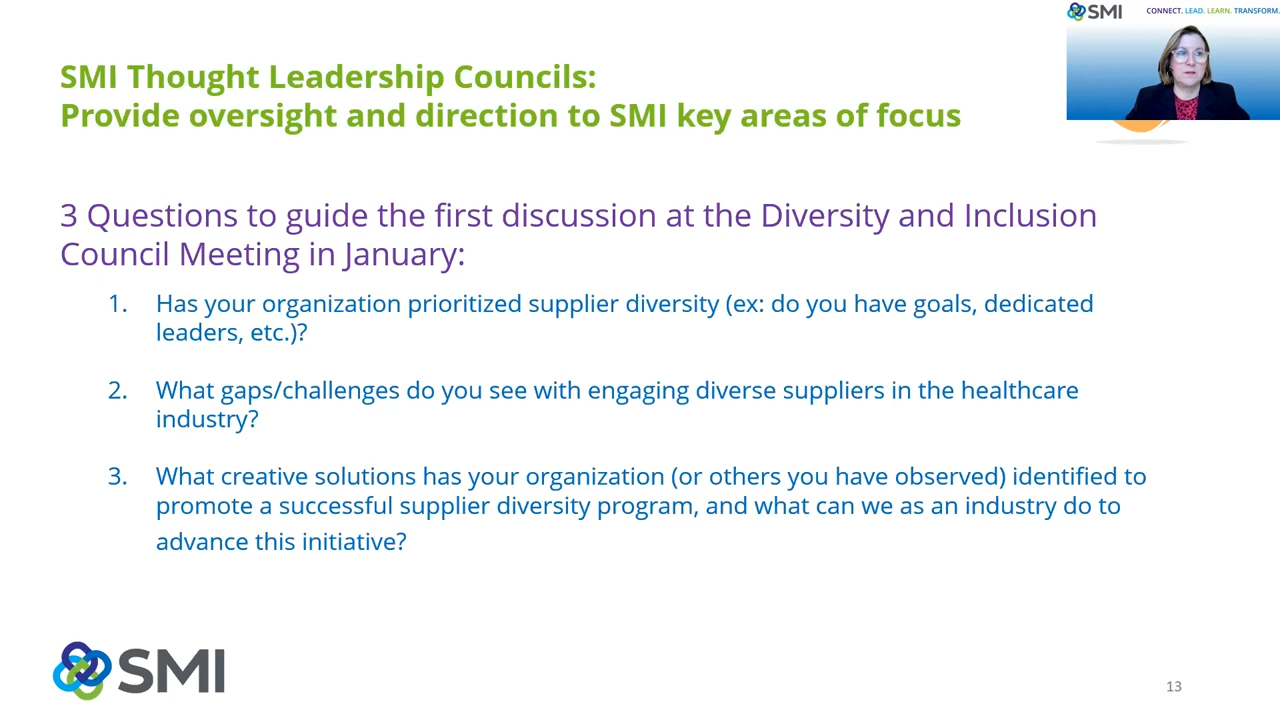 SMI CONNECT. LEAD. LEARN. TRANSFORM.
SMI Thought Leadership Councils:
Provide oversight and direction to SMI key areas of focus
3 Questions to guide the first discussion at the Diversity and Inclusion
Council Meeting in January:
1. Has your organization prioritized supplier diversity (ex: do you have goals, dedicated
leaders, etc.)?
2. What gaps/challenges do you see with engaging diverse suppliers in the healthcare
industry?
3. What creative solutions has your organization (or others you have observed) identified to
promote a successful supplier diversity program, and what can we as an industry do to
advance this initiative?
SMI
13